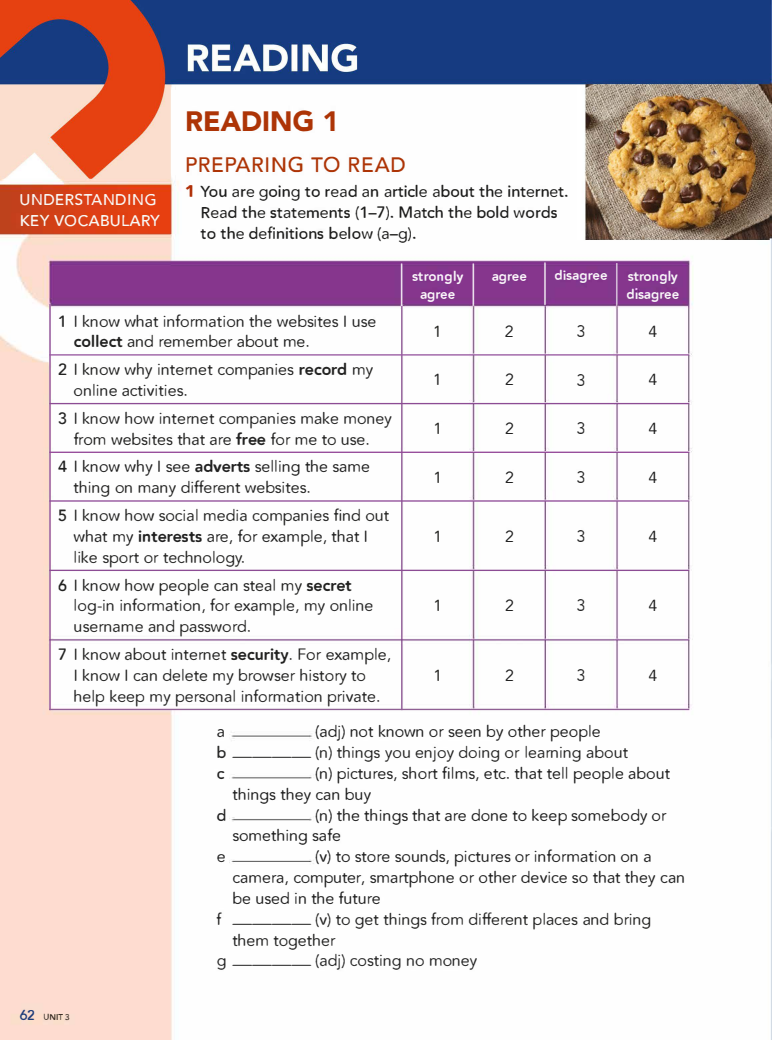 READING
READING 1
PREPARING TO READ
UNDERSTANDING
KEY VOCABULARY
1 You are going to read an article about the internet.
Read the statements (1–7). Match the bold words
to the definitions below (a–g).
strongly
agree
agree
disagree
strongly
disagree
1 I know what information the websites I use
collect and remember about me.
1 2 3 4
2 I know why internet companies record my
online activities.
1 2 3 4
3 I know how internet companies make money
from websites that are free for me to use.
1 2 3 4
4 I know why I see adverts selling the same
thing on many different websites.
1 2 3 4
5 I know how social media companies find out
what my interests are, for example, that I
like sport or technology.
1 2 3 4
6 I know how people can steal my secret
log-in information, for example, my online
username and password.
1 2 3 4
7 I know about internet security. For example,
I know I can delete my browser history to
help keep my personal information private.
1 2 3 4
a __________ (adj) not known or seen by other people
b __________ (n) things you enjoy doing or learning about
c __________ (n) pictures, short films, etc. that tell people about
things they can buy
d __________ (n) the things that are done to keep somebody or
something safe
e __________ (v) to store sounds, pictures or information on a
camera, computer, smartphone or other device so that they can
be used in the future
f __________ (v) to get things from different places and bring
them together
g __________ (adj) costing no money
62 UNIT 3